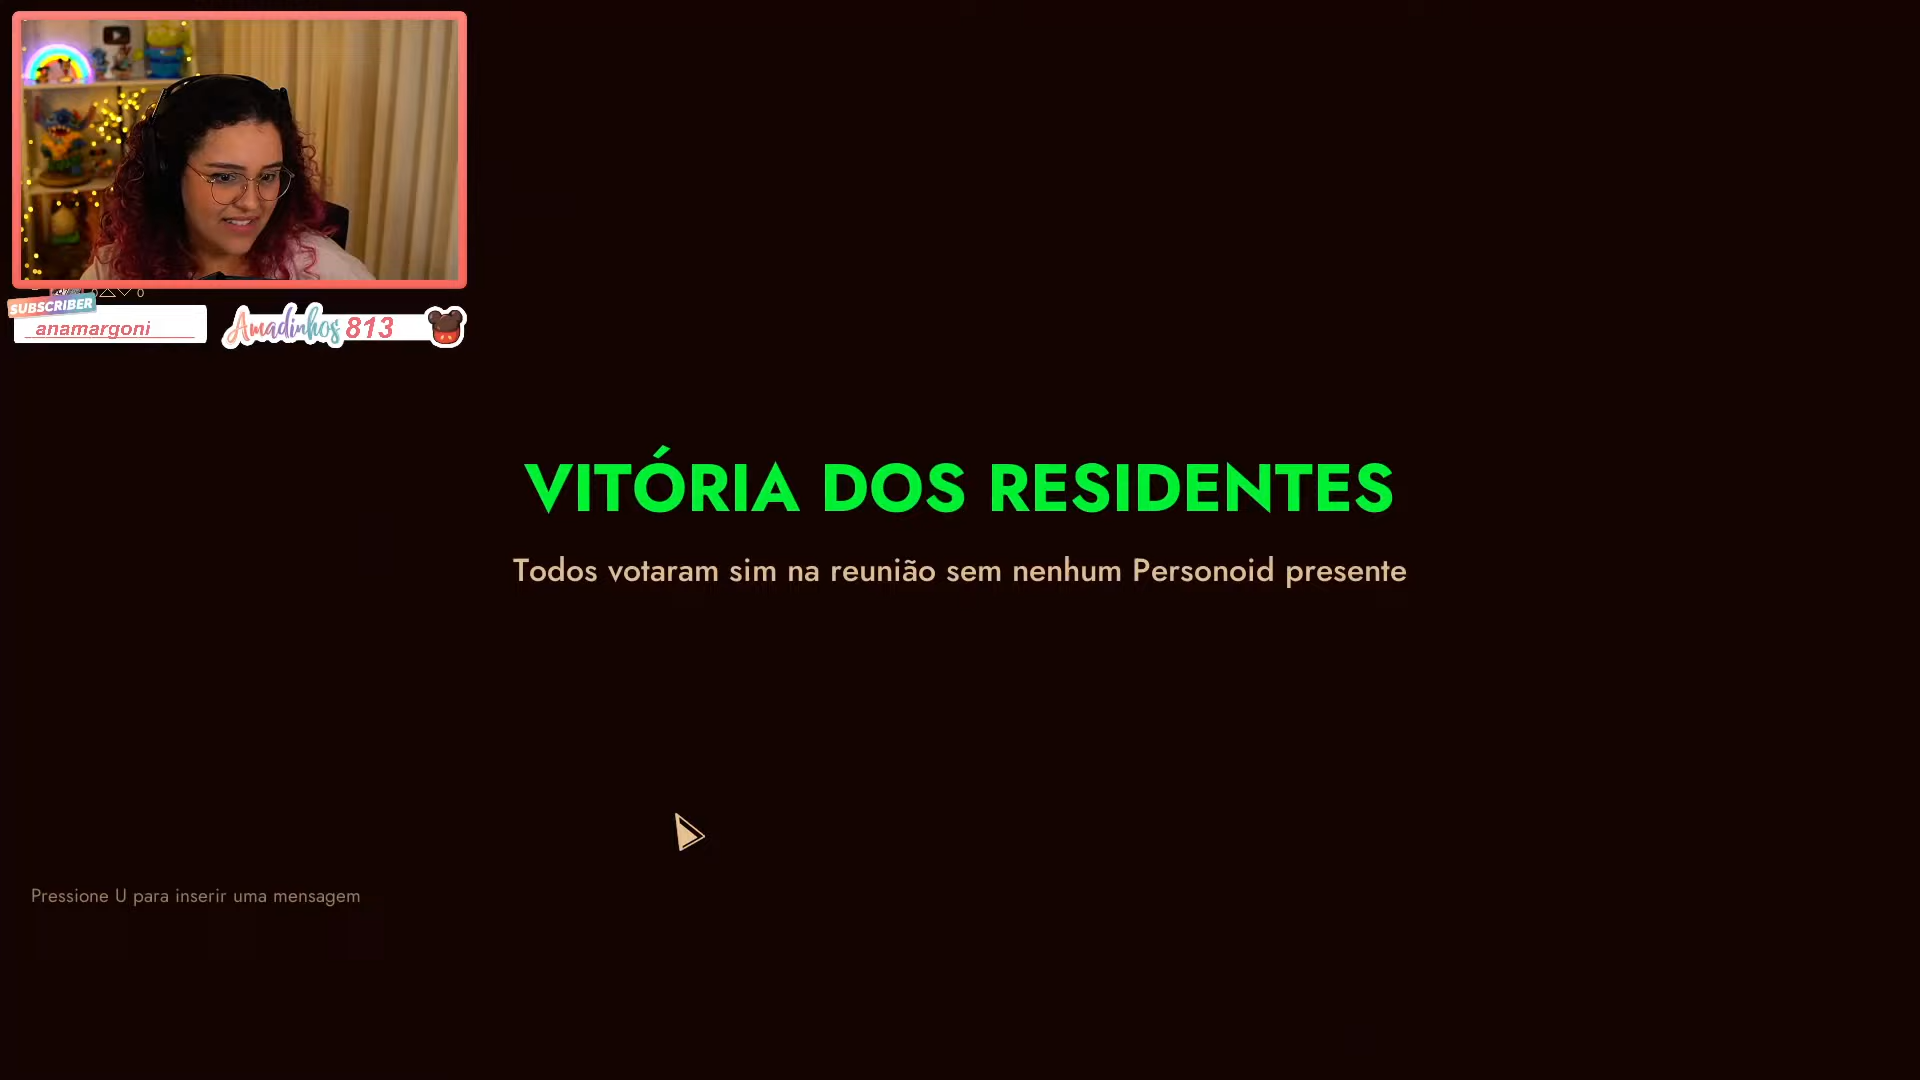 SUBSCRIBER
anamargoni
Amadinhos 813
VITÓRIA DOS RESIDENTES
Todos votaram sim na reunião sem nenhum Personoid presente
Pressione U para inserir uma mensagem